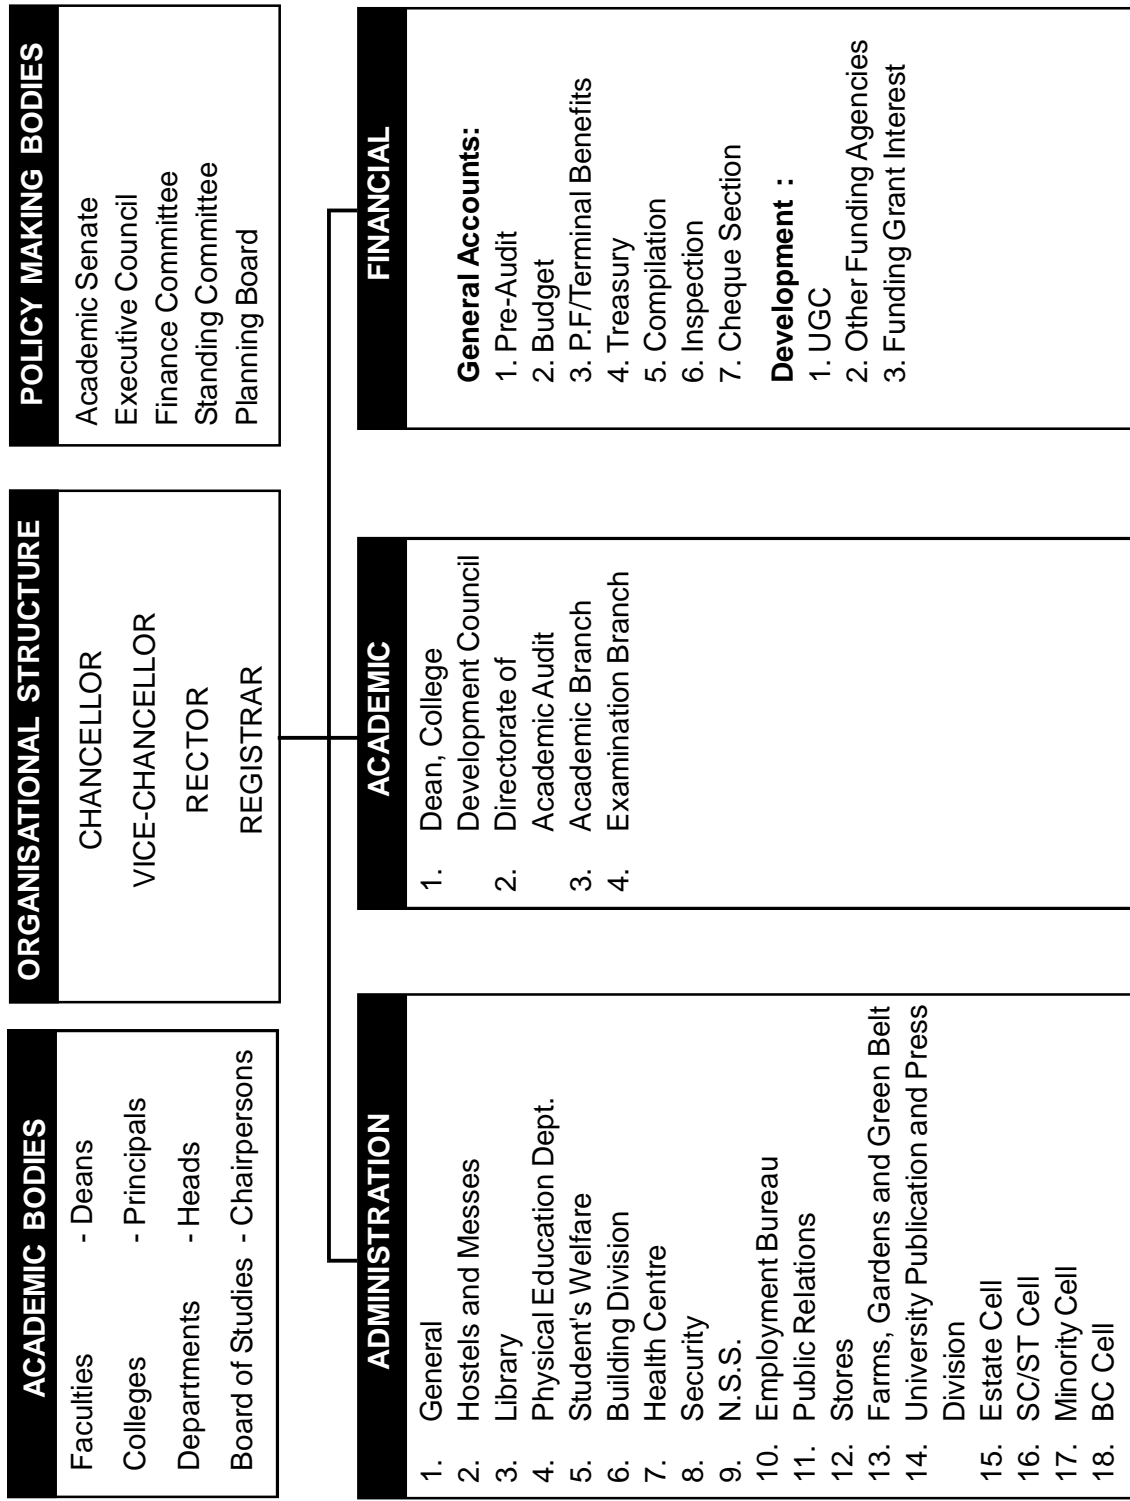 ACADEMIC BODIES
Faculties - Deans
Colleges - Principals
Departments - Heads
Board of Studies - Chairpersons
ORGANISATIONAL STRUCTURE
CHANCELLOR
VICE-CHANCELLOR
RECTOR
REGISTRAR
POLICY MAKING BODIES
Academic Senate
Executive Council
Finance Committee
Standing Committee
Planning Board
ADMINISTRATION
1. General
2. Hostels and Messes
3. Library
4. Physical Education Dept.
5. Student's Welfare
6. Building Division
7. Health Centre
8. Security
9. N.S.S.
10. Employment Bureau
11. Public Relations
12. Stores
13. Farms, Gardens and Green Belt
14. University Publication and Press
Division
15. Estate Cell
16. SC/ST Cell
17. Minority Cell
18. BC Cell
ACADEMIC
1. Dean, College
Development Council
2. Directorate of
Academic Audit
3. Academic Branch
4. Examination Branch
FINANCIAL
General Accounts:
1. Pre-Audit
2. Budget
3. P.F/Terminal Benefits
4. Treasury
5. Compilation
6. Inspection
7. Cheque Section
Development :
1. UGC
2. Other Funding Agencies
3. Funding Grant Interest